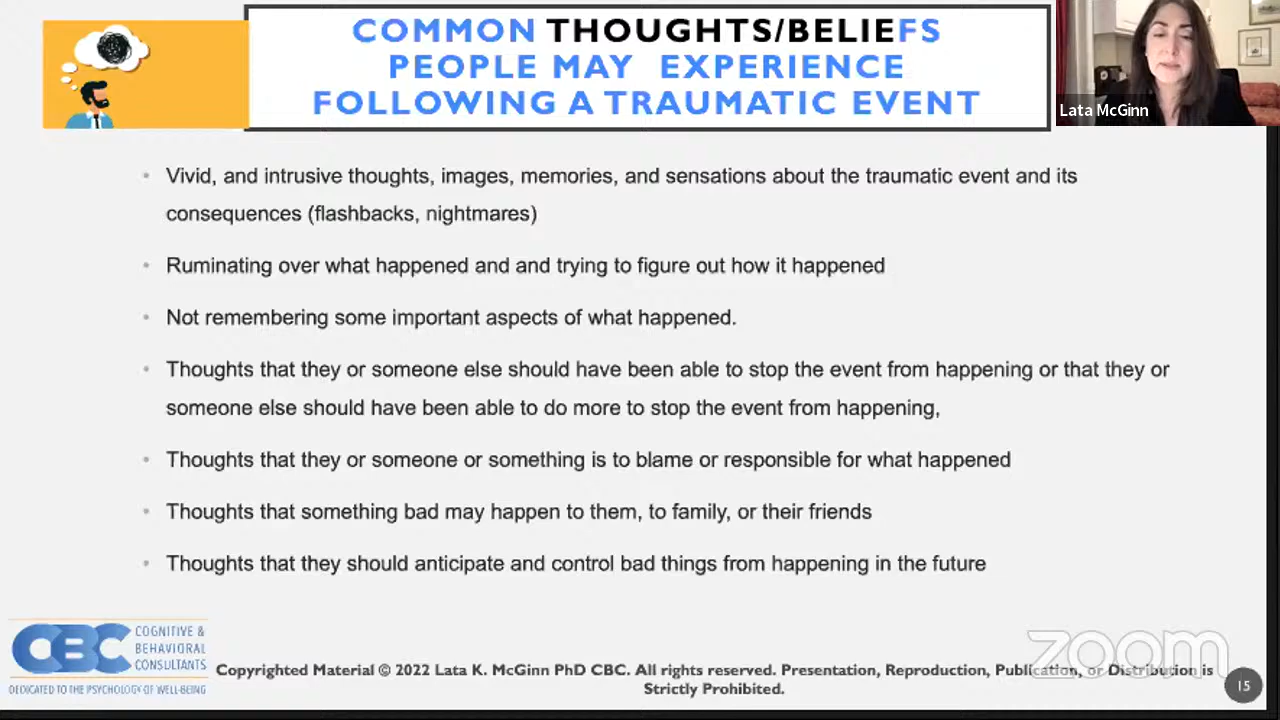 COMMON THOUGHTS/BELIEFS
PEOPLE MAY EXPERIENCE
FOLLOWING A TRAUMATIC EVENT
Lata McGinn
• Vivid, and intrusive thoughts, images, memories, and sensations about the traumatic event and its
consequences (flashbacks, nightmares)
• Ruminating over what happened and and trying to figure out how it happened
• Not remembering some important aspects of what happened.
• Thoughts that they or someone else should have been able to stop the event from happening or that they or
someone else should have been able to do more to stop the event from happening,
• Thoughts that they or someone or something is to blame or responsible for what happened
• Thoughts that something bad may happen to them, to family, or their friends
• Thoughts that they should anticipate and control bad things from happening in the future
CBC
COGNITIVE &
BEHAVIORAL
CONSULTANTS
DEDICATED TO THE PSYCHOLOGY OF WELL-BEING
Copyrighted Material © 2022 Lata K. McGinn PhD CBC. All rights reserved. Presentation, Reproduction, Publication, or Distribution is
Strictly Prohibited.
zoom
15